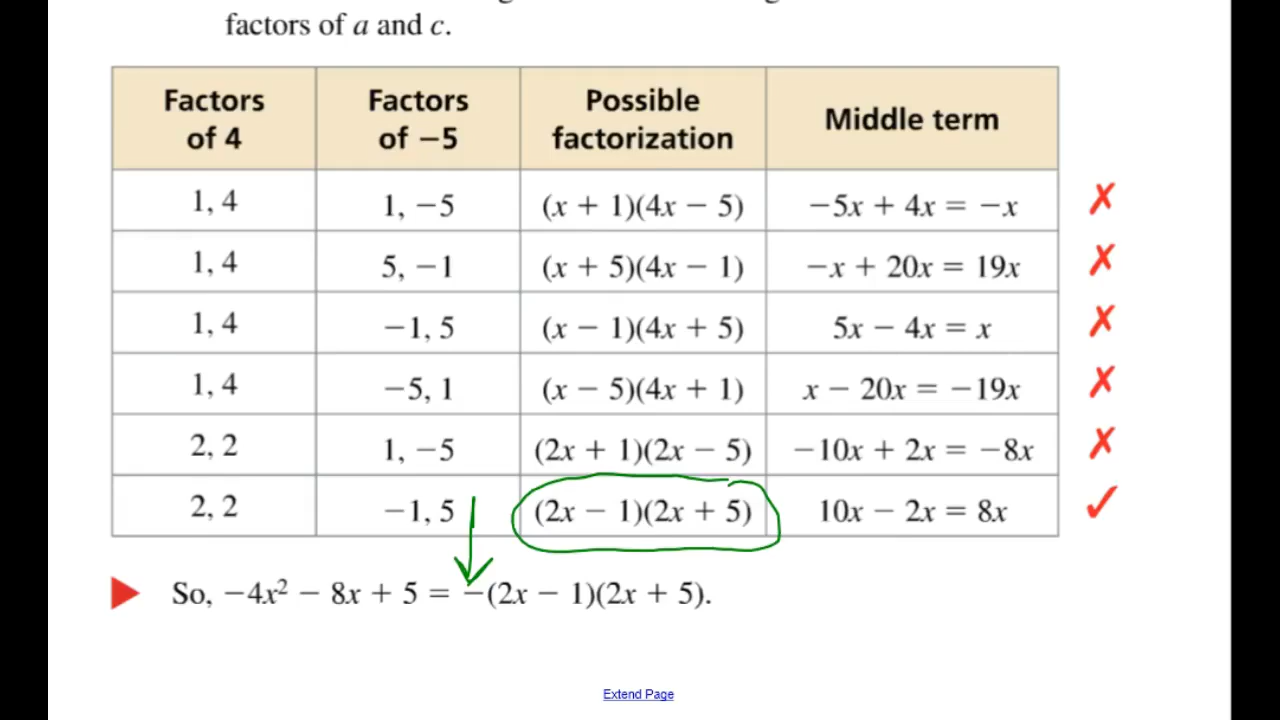 factors of a and c.
Factors of 4 Factors of −5 Possible factorization Middle term
1, 4 1, −5 (x + 1)(4x − 5) −5x + 4x = −x ✗
1, 4 5, −1 (x + 5)(4x − 1) −x + 20x = 19x ✗
1, 4 −1, 5 (x − 1)(4x + 5) 5x − 4x = x ✗
1, 4 −5, 1 (x − 5)(4x + 1) x − 20x = −19x ✗
2, 2 1, −5 (2x + 1)(2x − 5) −10x + 2x = −8x ✗
2, 2 −1, 5 (2x − 1)(2x + 5) 10x − 2x = 8x ✓
So, −4x² − 8x + 5 = −(2x − 1)(2x + 5).
Extend Page